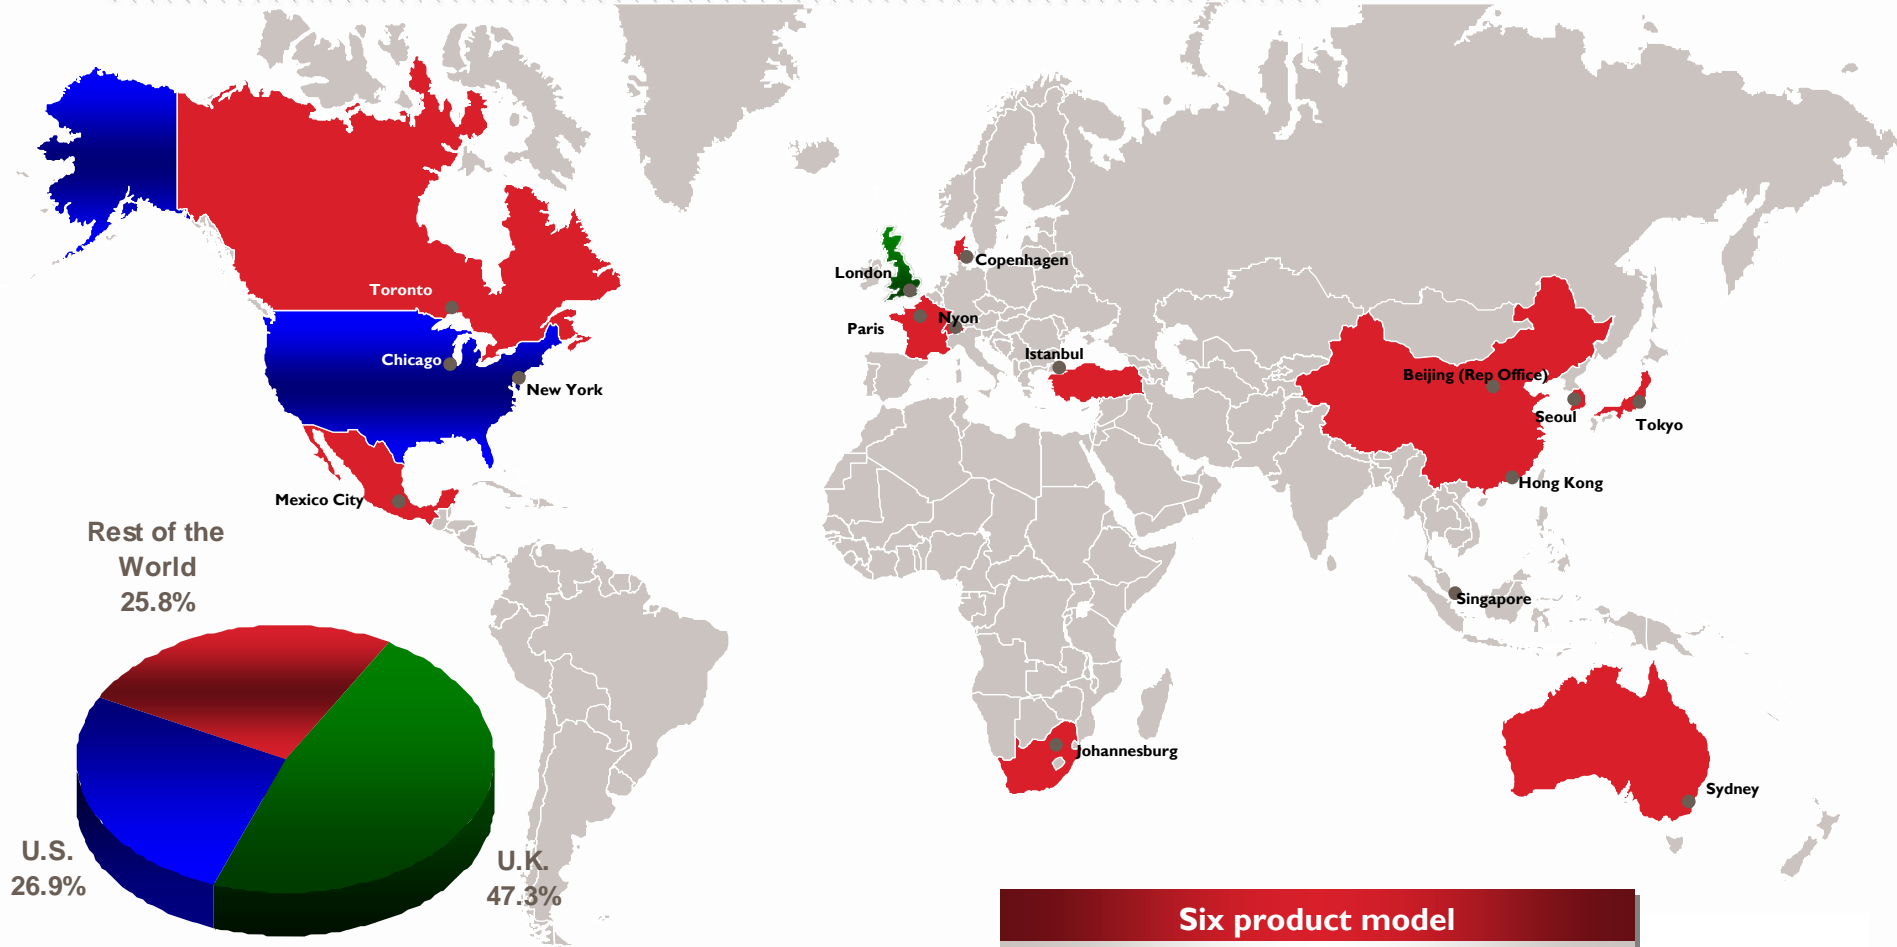 Toronto
Chicago
New York
Mexico City
London
Copenhagen
Paris
Nyon
Istanbul
Beijing (Rep Office)
Seoul
Tokyo
Hong Kong
Singapore
Johannesburg
Sydney
Rest of the
World
25.8%
U.S.
26.9%
U.K.
47.3%
Six product model